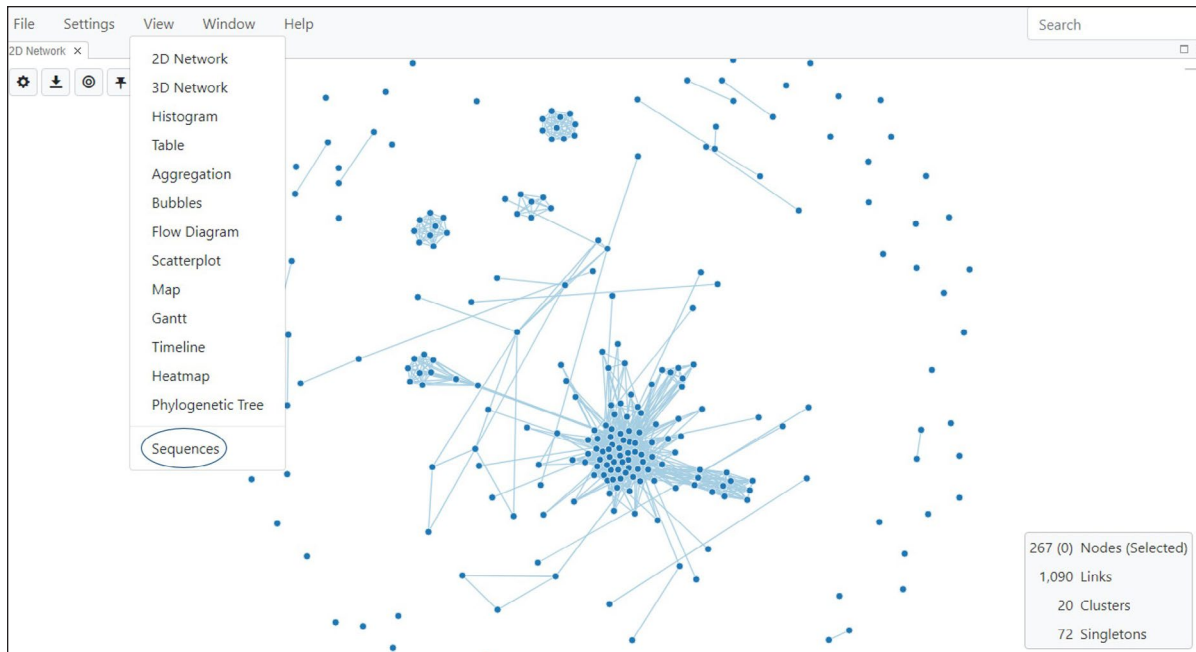 File Settings View Window Help Search
2D Network ×
2D Network
3D Network
Histogram
Table
Aggregation
Bubbles
Flow Diagram
Scatterplot
Map
Gantt
Timeline
Heatmap
Phylogenetic Tree
Sequences
267 (0) Nodes (Selected)
1,090 Links
20 Clusters
72 Singletons